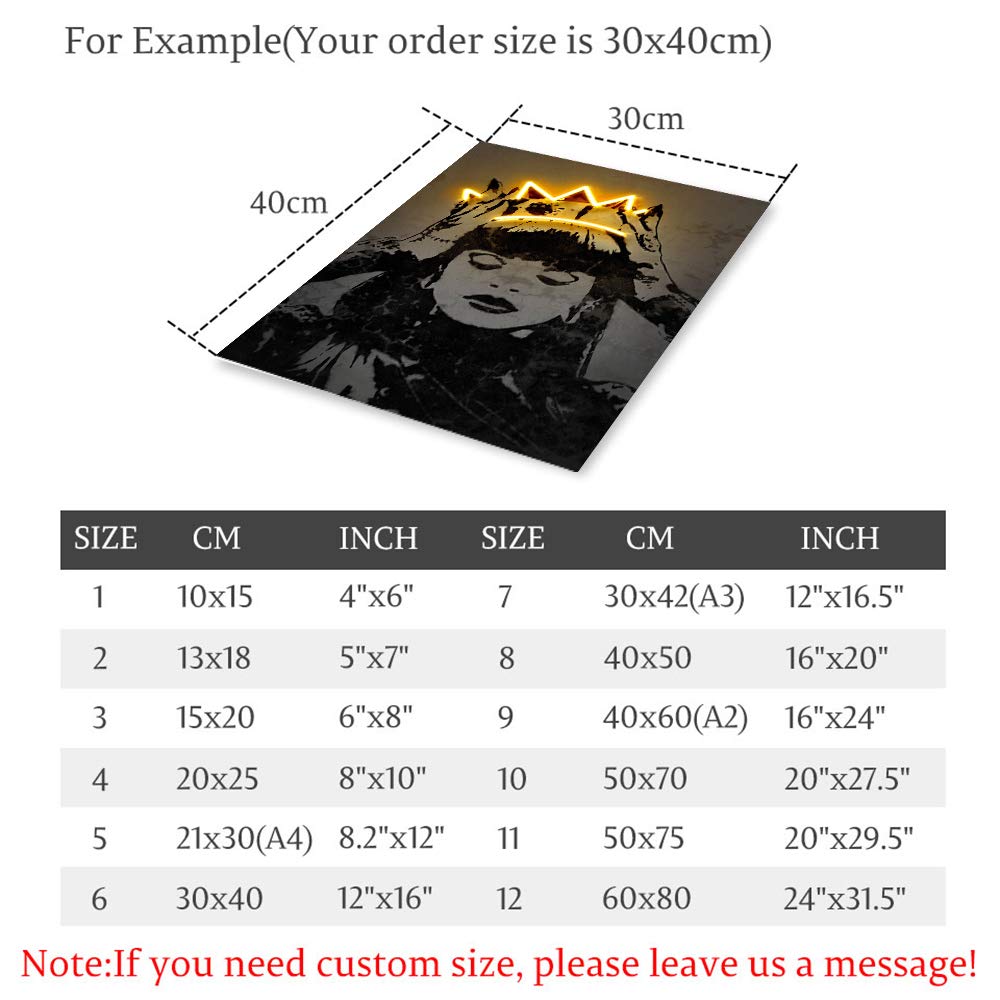 For Example(Your order size is 30x40cm)
30cm
40cm
SIZE CM INCH SIZE CM INCH
1 10x15 4"x6" 7 30x42(A3) 12"x16.5"
2 13x18 5"x7" 8 40x50 16"x20"
3 15x20 6"x8" 9 40x60(A2) 16"x24"
4 20x25 8"x10" 10 50x70 20"x27.5"
5 21x30(A4) 8.2"x12" 11 50x75 20"x29.5"
6 30x40 12"x16" 12 60x80 24"x31.5"
Note:If you need custom size, please leave us a message!